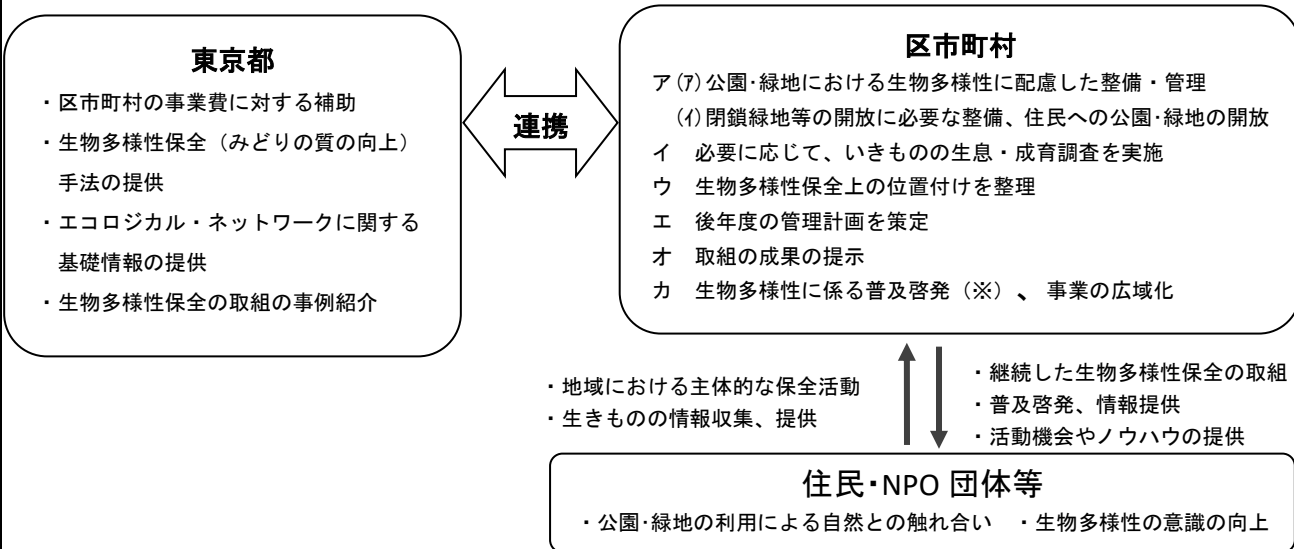 東京都
・区市町村の事業費に対する補助
・生物多様性保全（みどりの質の向上）
手法の提供
・エコロジカル・ネットワークに関する
基礎情報の提供
・生物多様性保全の取組の事例紹介
連携
区市町村
ア(ｱ)公園･緑地における生物多様性に配慮した整備・管理
(ｲ)閉鎖緑地等の開放に必要な整備、住民への公園･緑地の開放
イ　必要に応じて、いきものの生息・成育調査を実施
ウ　生物多様性保全上の位置付けを整理
エ　後年度の管理計画を策定
オ　取組の成果の提示
カ　生物多様性に係る普及啓発（※）、事業の広域化
・地域における主体的な保全活動
・生きものの情報収集、提供
・継続した生物多様性保全の取組
・普及啓発、情報提供
・活動機会やノウハウの提供
住民･NPO 団体等
・公園･緑地の利用による自然との触れ合い　・生物多様性の意識の向上